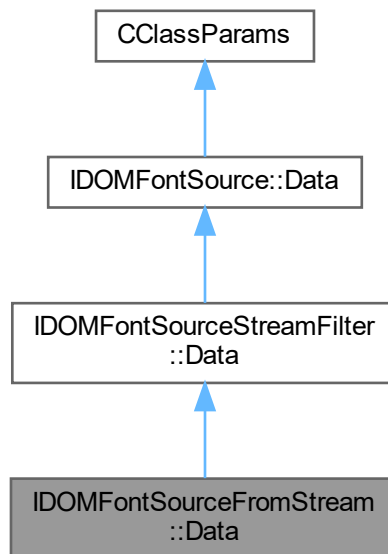 CClassParams
IDOMFontSource::Data
IDOMFontSourceStreamFilter
::Data
IDOMFontSourceFromStream
::Data